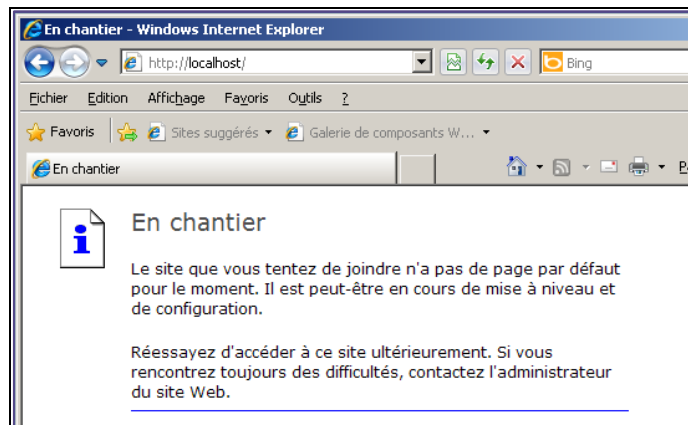 En chantier - Windows Internet Explorer
http://localhost/
Bing
Fichier Edition Affichage Favoris Outils ?
Favoris Sites suggérés Galerie de composants W...
En chantier
En chantier
Le site que vous tentez de joindre n'a pas de page par défaut
pour le moment. Il est peut-être en cours de mise à niveau et
de configuration.
Réessayez d'accéder à ce site ultérieurement. Si vous
rencontrez toujours des difficultés, contactez l'administrateur
du site Web.